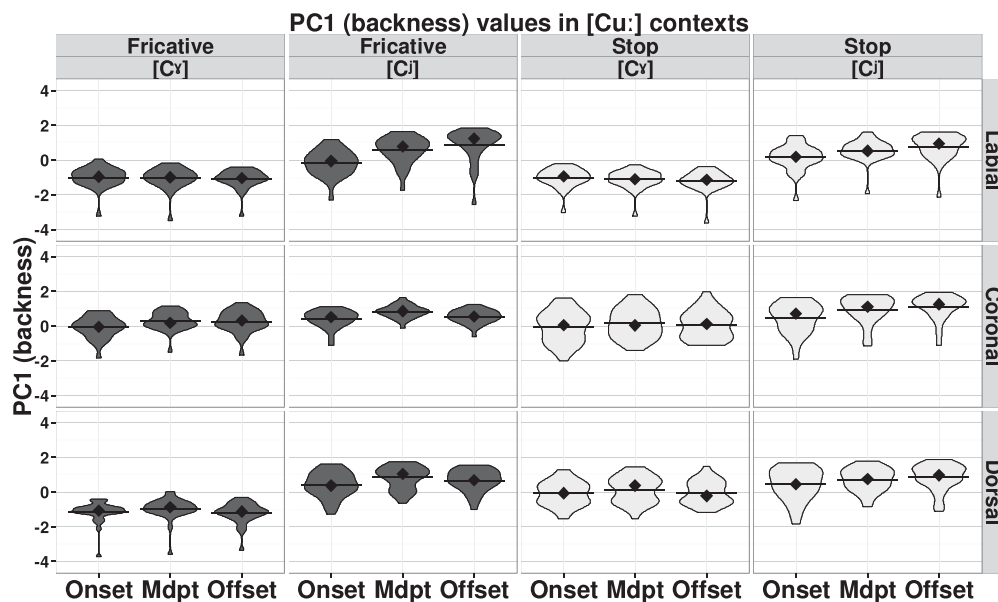 PC1 (backness) values in [Cuː] contexts
Fricative Fricative Stop Stop
[Cˠ] [Cʲ] [Cˠ] [Cʲ]
PC1 (backness)
4
2
0
-2
-4
Labial
4
2
0
-2
-4
Coronal
4
2
0
-2
-4
Dorsal
Onset Mdpt Offset Onset Mdpt Offset Onset Mdpt Offset Onset Mdpt Offset